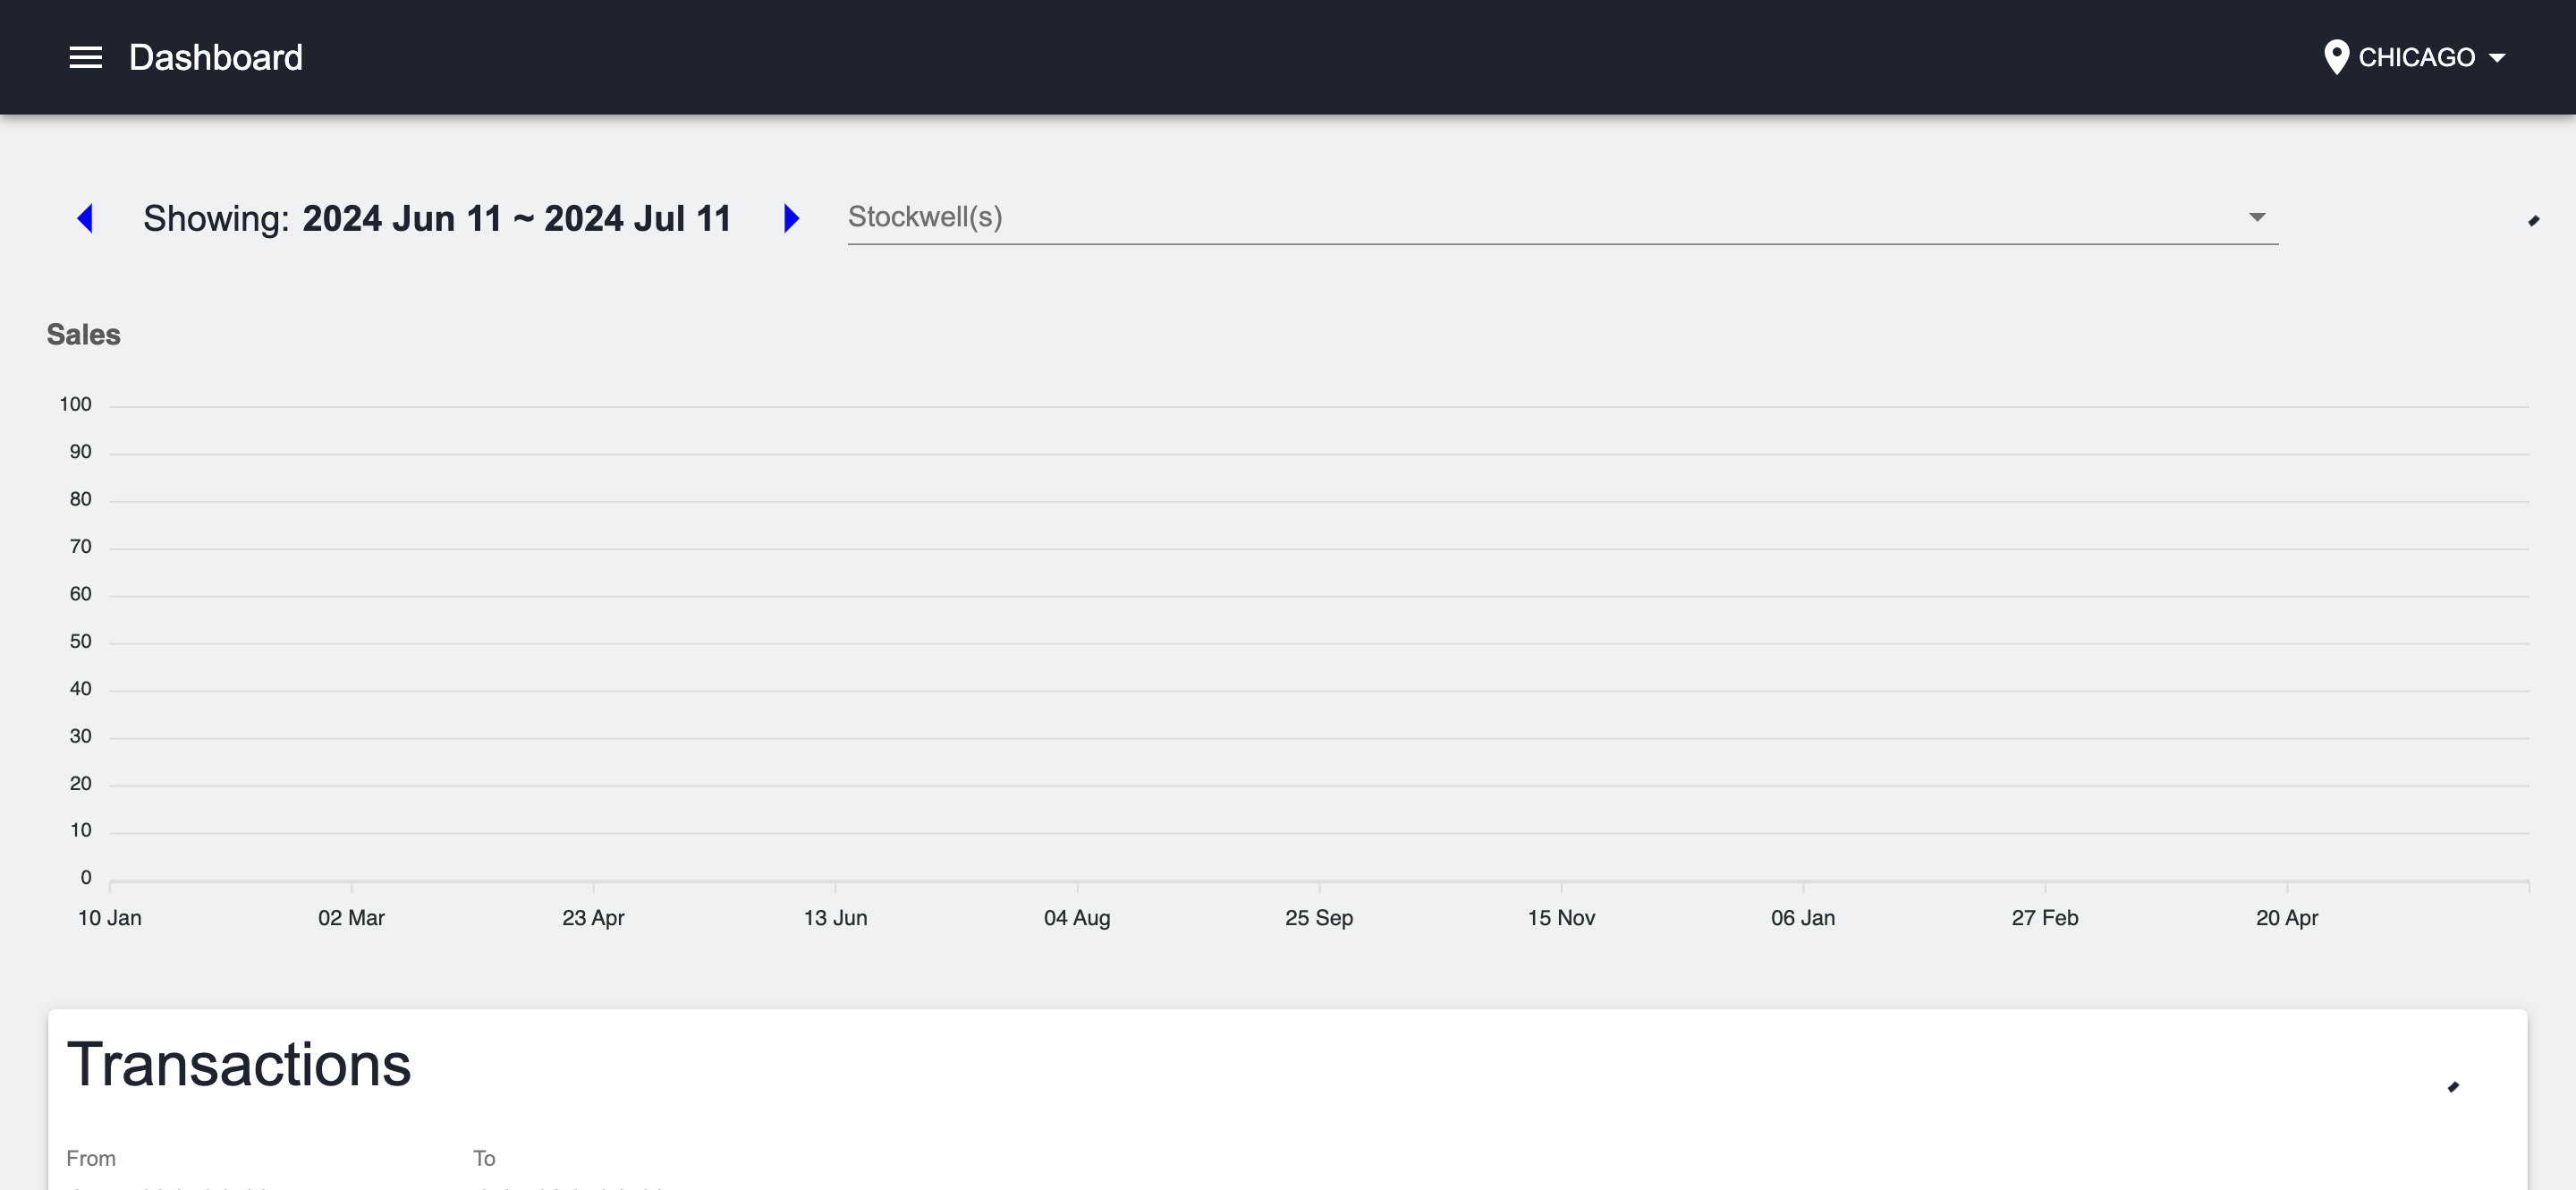 Dashboard
CHICAGO
Showing: 2024 Jun 11 ~ 2024 Jul 11
Stockwell(s)
Sales
100
90
80
70
60
50
40
30
20
10
0
10 Jan 02 Mar 23 Apr 13 Jun 04 Aug 25 Sep 15 Nov 06 Jan 27 Feb 20 Apr
Transactions
From To